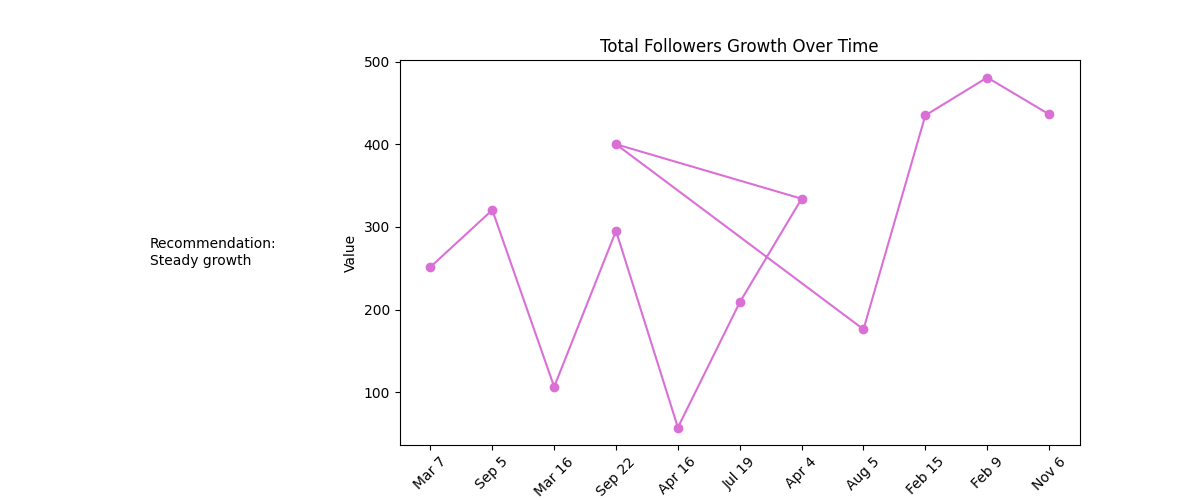 Total Followers Growth Over Time
Recommendation:
Steady growth
Value
500
400
300
200
100
Mar 7
Sep 5
Mar 16
Sep 22
Apr 16
Jul 19
Apr 4
Aug 5
Feb 15
Feb 9
Nov 6